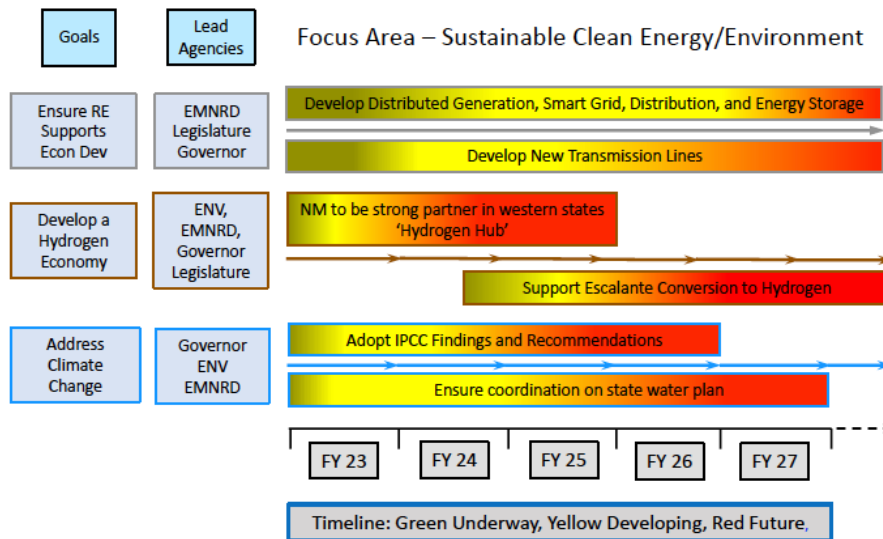 Goals
Lead
Agencies
Focus Area – Sustainable Clean Energy/Environment
Ensure RE
Supports
Econ Dev
EMNRD
Legislature
Governor
Develop Distributed Generation, Smart Grid, Distribution, and Energy Storage
Develop New Transmission Lines
Develop a
Hydrogen
Economy
ENV,
EMNRD,
Governor
Legislature
NM to be strong partner in western states
‘Hydrogen Hub’
Support Escalante Conversion to Hydrogen
Address
Climate
Change
Governor
ENV
EMNRD
Adopt IPCC Findings and Recommendations
Ensure coordination on state water plan
FY 23
FY 24
FY 25
FY 26
FY 27
Timeline: Green Underway, Yellow Developing, Red Future,